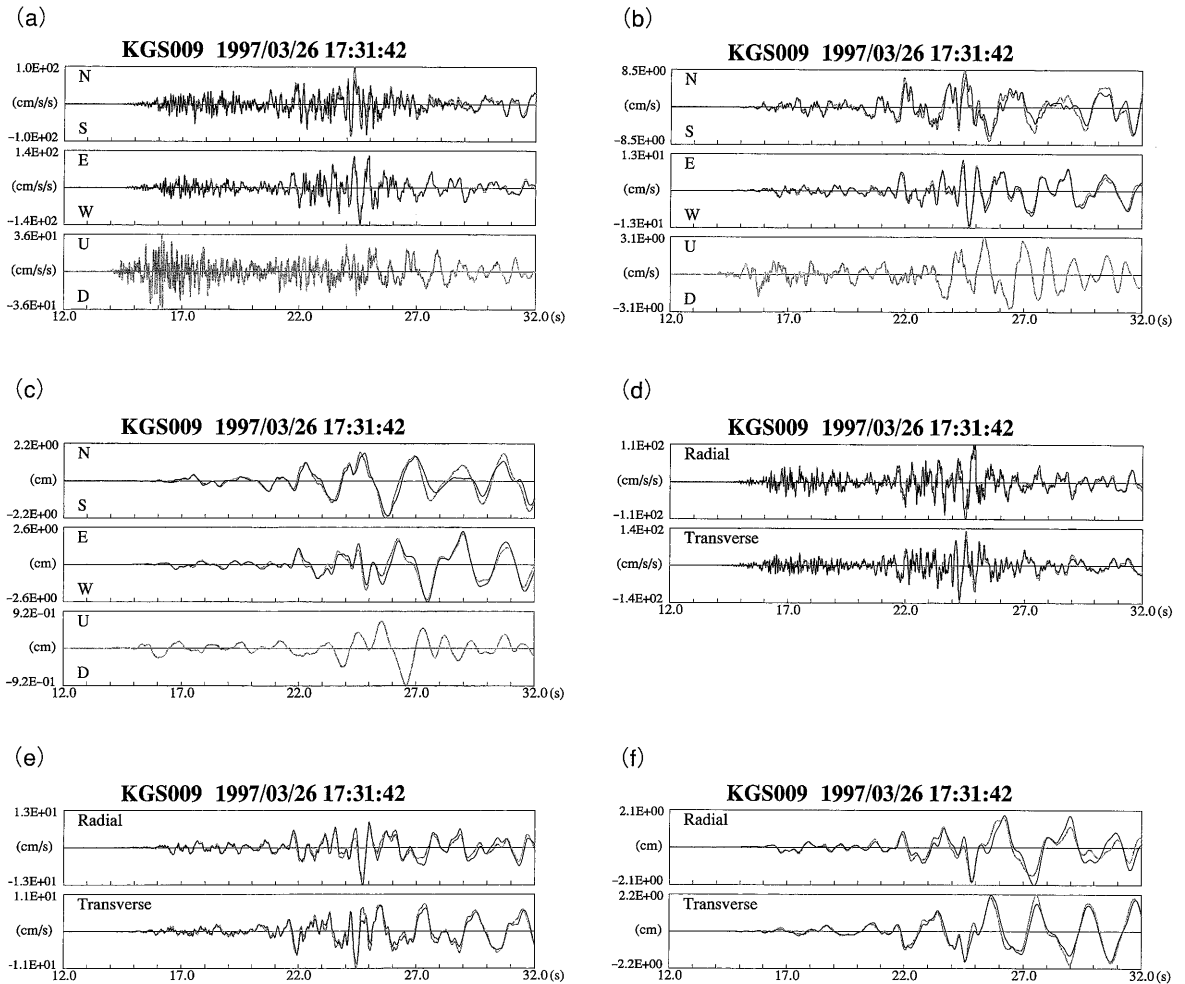 (a)
KGS009 1997/03/26 17:31:42
1.0E+02
N
(cm/s/s)
S
-1.0E+02
1.4E+02
E
(cm/s/s)
W
-1.4E+02
3.6E+01
U
(cm/s/s)
D
-3.6E+01
12.0 17.0 22.0 27.0 32.0(s)
(b)
KGS009 1997/03/26 17:31:42
8.5E+00
N
(cm/s)
S
-8.5E+00
1.3E+01
E
(cm/s)
W
-1.3E+01
3.1E+00
U
(cm/s)
D
-3.1E+00
12.0 17.0 22.0 27.0 32.0(s)
(c)
KGS009 1997/03/26 17:31:42
2.2E+00
N
(cm)
S
-2.2E+00
2.6E+00
E
(cm)
W
-2.6E+00
9.2E-01
U
(cm)
D
-9.2E-01
12.0 17.0 22.0 27.0 32.0(s)
(d)
KGS009 1997/03/26 17:31:42
1.1E+02
Radial
(cm/s/s)
-1.1E+02
1.4E+02
Transverse
(cm/s/s)
-1.4E+02
12.0 17.0 22.0 27.0 32.0(s)
(e)
KGS009 1997/03/26 17:31:42
1.3E+01
Radial
(cm/s)
-1.3E+01
1.1E+01
Transverse
(cm/s)
-1.1E+01
12.0 17.0 22.0 27.0 32.0(s)
(f)
KGS009 1997/03/26 17:31:42
2.1E+00
Radial
(cm)
-2.1E+00
2.2E+00
Transverse
(cm)
-2.2E+00
12.0 17.0 22.0 27.0 32.0(s)